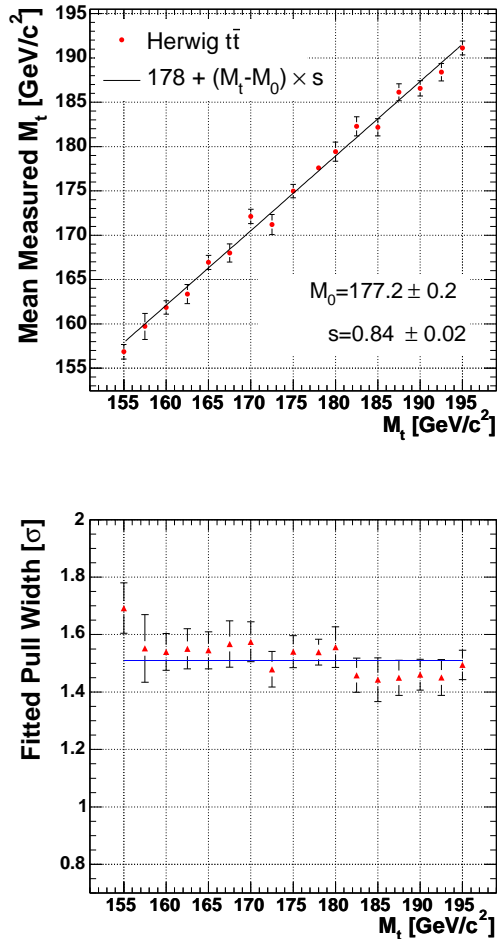 Mean Measured Mₜ [GeV/c²]
195
190
185
180
175
170
165
160
155
Herwig tt̄
178 + (Mₜ-M₀) × s
M₀=177.2 ± 0.2
s=0.84 ± 0.02
155 160 165 170 175 180 185 190 195
Mₜ [GeV/c²]
Fitted Pull Width [σ]
2
1.8
1.6
1.4
1.2
1
0.8
155 160 165 170 175 180 185 190 195
Mₜ [GeV/c²]